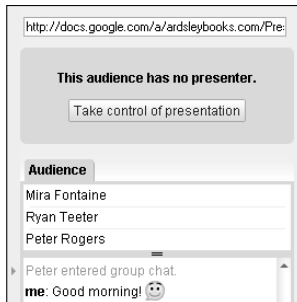 http://docs.google.com/a/ardsleybooks.com/Pre
This audience has no presenter.
Take control of presentation
Audience
Mira Fontaine
Ryan Teeter
Peter Rogers
Peter entered group chat.
me: Good morning!